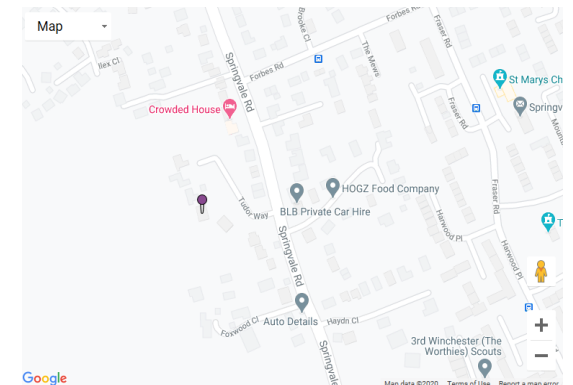 Map
Forbes Rd
Brooke Cl
Fraser Rd
Ilex Cl
Springvale Rd
The Mews
Forbes Rd
St Marys Ch
Crowded House
Fraser Rd
Springv
Mount
HOGZ Food Company
Fraser Rd
Tudor Way
BLB Private Car Hire
Harwood Pl
T
Springvale Rd
Harwood Pl
Auto Details
Haydn Cl
Foxwood Cl
3rd Winchester (The
Worthies) Scouts
Springvale
Google
Map data ©2020
Terms of Use
Report a map error